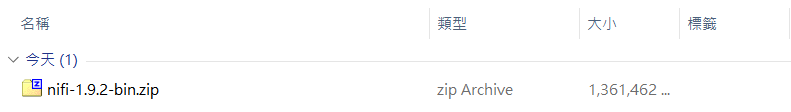 名稱 類型 大小 標籤
今天 (1)
nifi-1.9.2-bin.zip zip Archive 1,361,462 ...